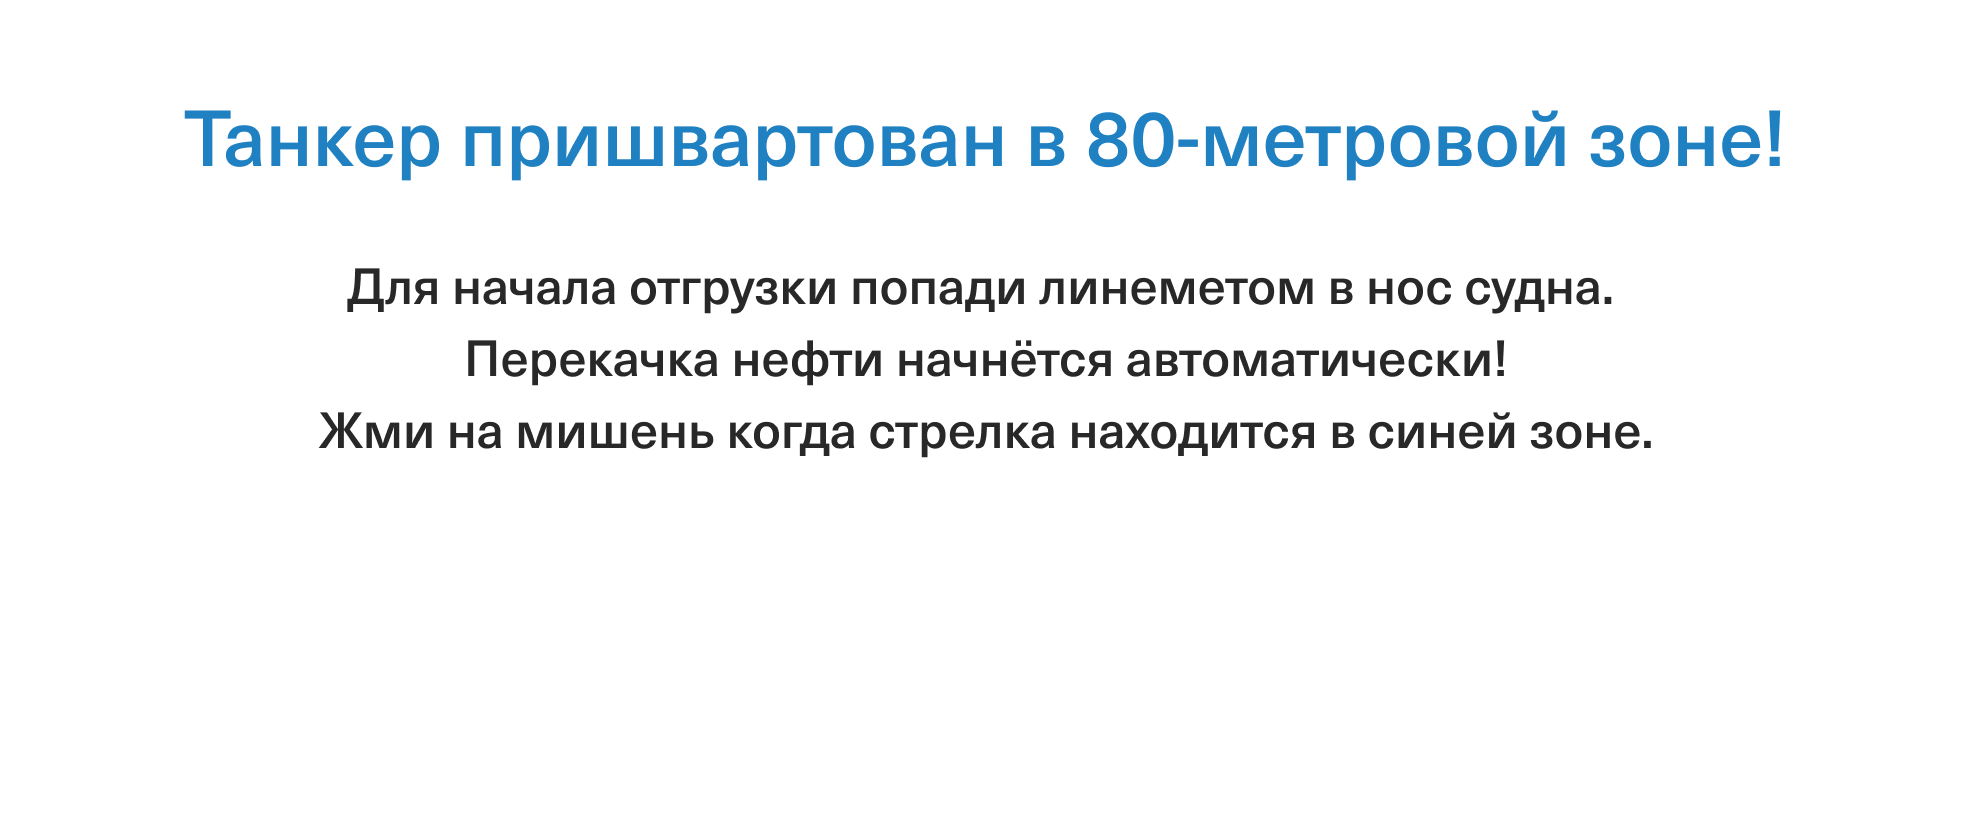 Танкер пришвартован в 80-метровой зоне!
Для начала отгрузки попади линеметом в нос судна.
Перекачка нефти начнётся автоматически!
Жми на мишень когда стрелка находится в синей зоне.